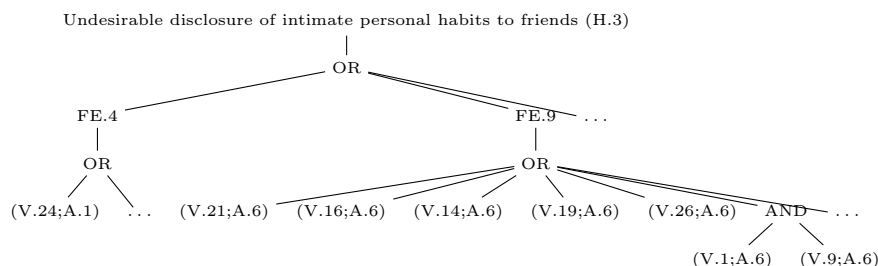 Undesirable disclosure of intimate personal habits to friends (H.3)
OR
FE.4 FE.9 ...
OR OR
(V.24;A.1) ... (V.21;A.6) (V.16;A.6) (V.14;A.6) (V.19;A.6) (V.26;A.6) AND ...
(V.1;A.6) (V.9;A.6)